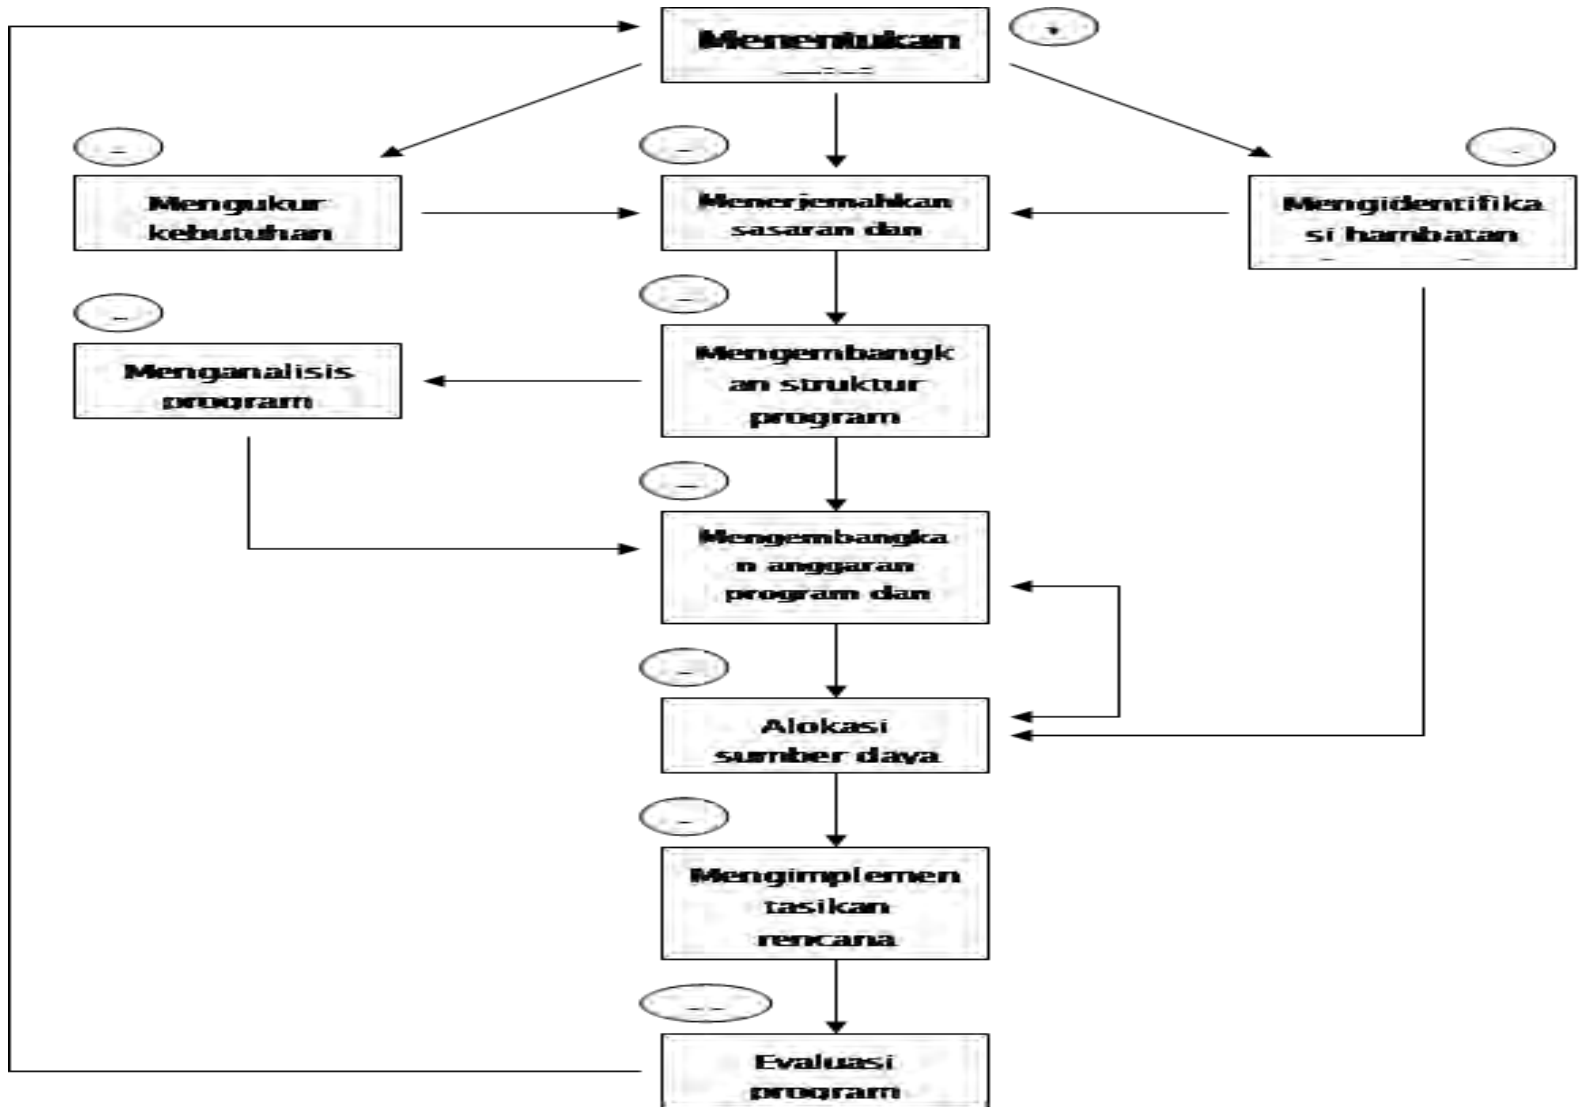 Menentukan
Mengukur
kebutuhan
Menerjemahkan
sasaran dan
Mengidentifika
si hambatan
Menganalisis
program
Mengembangk
an struktur
program
Mengembangka
n anggaran
program dan
Alokasi
sumber daya
Mengimplemen
tasikan
rencana
Evaluasi
program